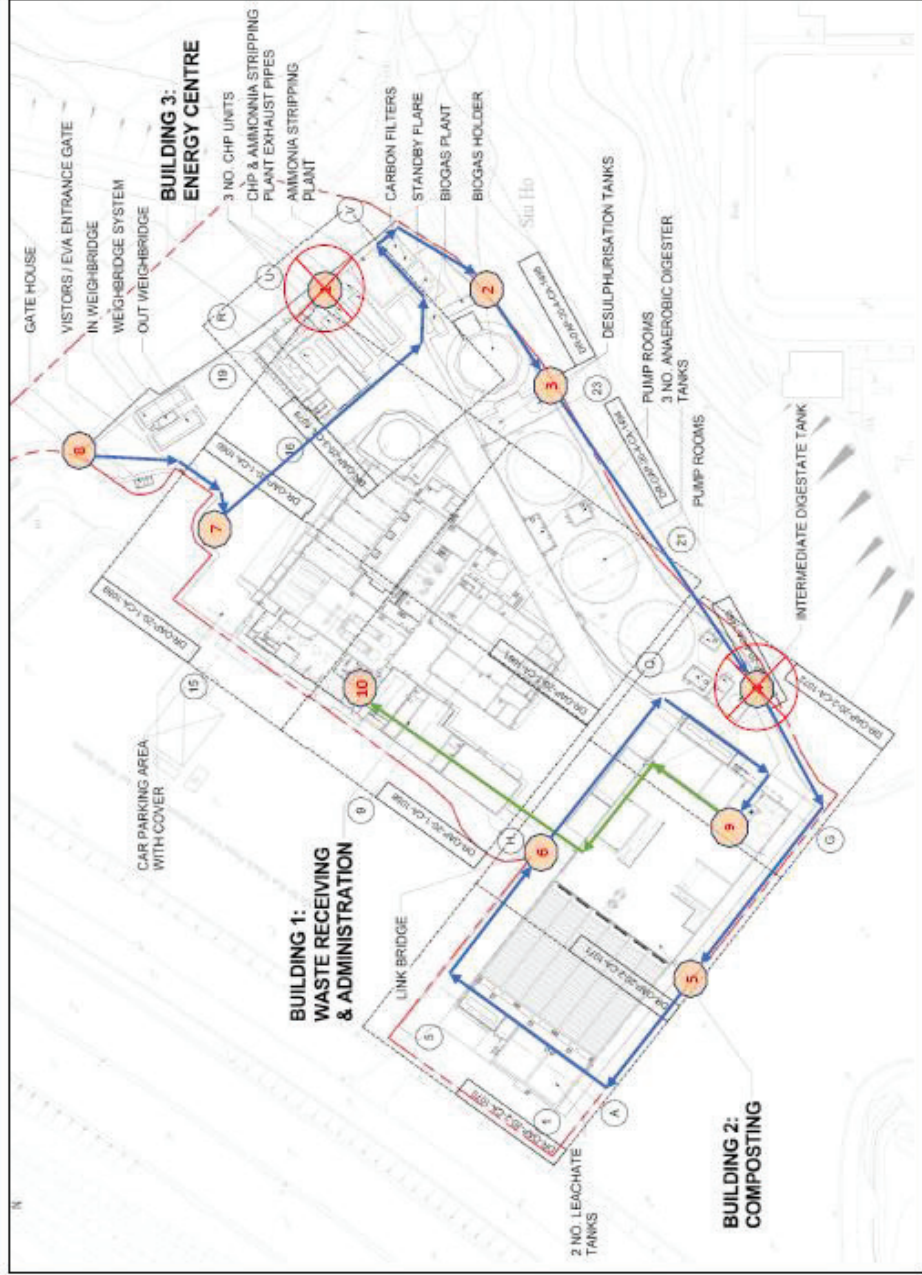 GATE HOUSE
VISTORS / EVA ENTRANCE GATE
IN WEIGHBRIDGE
WEIGHBRIDGE SYSTEM
OUT WEIGHBRIDGE
BUILDING 3:
ENERGY CENTRE
3 NO. CHP UNITS
CHP & AMMONNIA STRIPPING
PLANT EXHAUST PIPES
AMMONIA STRIPPING
PLANT
CARBON FILTERS
STANDBY FLARE
BIOGAS PLANT
BIOGAS HOLDER
Siu Ho
DESULPHURISATION TANKS
PUMP ROOMS
3 NO. ANAEROBIC DIGESTER
TANKS
PUMP ROOMS
INTERMEDIATE DIGESTATE TANK
CAR PARKING AREA
WITH COVER
BUILDING 1:
WASTE RECEIVING
& ADMINISTRATION
LINK BRIDGE
2 NO. LEACHATE
TANKS
BUILDING 2:
COMPOSTING
N
8
7
2
3
10
6
9
5
R
U
V
19
16
15
9
23
21
Q
H
G
5
1
A